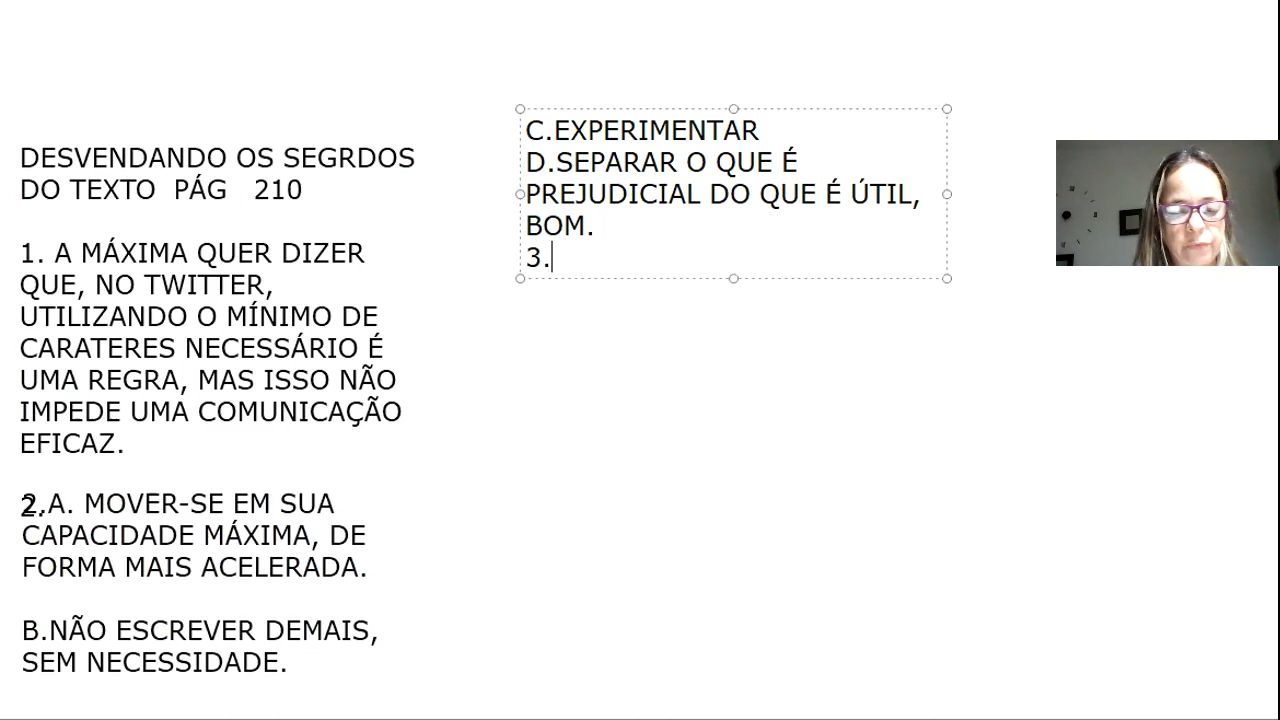 DESVENDANDO OS SEGRDOS
DO TEXTO PÁG 210
1. A MÁXIMA QUER DIZER
QUE, NO TWITTER,
UTILIZANDO O MÍNIMO DE
CARATERES NECESSÁRIO É
UMA REGRA, MAS ISSO NÃO
IMPEDE UMA COMUNICAÇÃO
EFICAZ.
2.A. MOVER-SE EM SUA
CAPACIDADE MÁXIMA, DE
FORMA MAIS ACELERADA.
B.NÃO ESCREVER DEMAIS,
SEM NECESSIDADE.
C.EXPERIMENTAR
D.SEPARAR O QUE É
PREJUDICIAL DO QUE É ÚTIL,
BOM.
3.